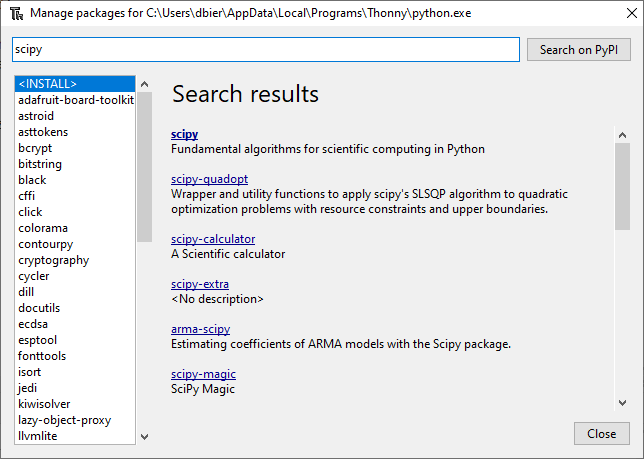 Manage packages for C:\Users\dbier\AppData\Local\Programs\Thonny\python.exe
scipy
Search on PyPI
<INSTALL>
adafruit-board-toolkit
astroid
asttokens
bcrypt
bitstring
black
cffi
click
colorama
contourpy
cryptography
cycler
dill
docutils
ecdsa
esptool
fonttools
isort
jedi
kiwisolver
lazy-object-proxy
llvmlite
Search results
scipy
Fundamental algorithms for scientific computing in Python
scipy-quadopt
Wrapper and utility functions to apply scipy's SLSQP algorithm to quadratic
optimization problems with resource constraints and upper boundaries.
scipy-calculator
A Scientific calculator
scipy-extra
<No description>
arma-scipy
Estimating coefficients of ARMA models with the Scipy package.
scipy-magic
SciPy Magic
Close